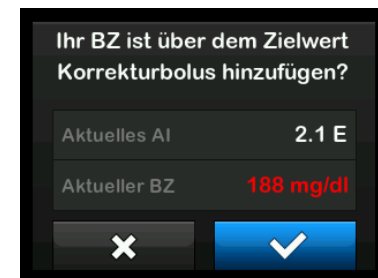 Ihr BZ ist über dem Zielwert
Korrekturbolus hinzufügen?
Aktuelles AI 2.1 E
Aktueller BZ 188 mg/dl